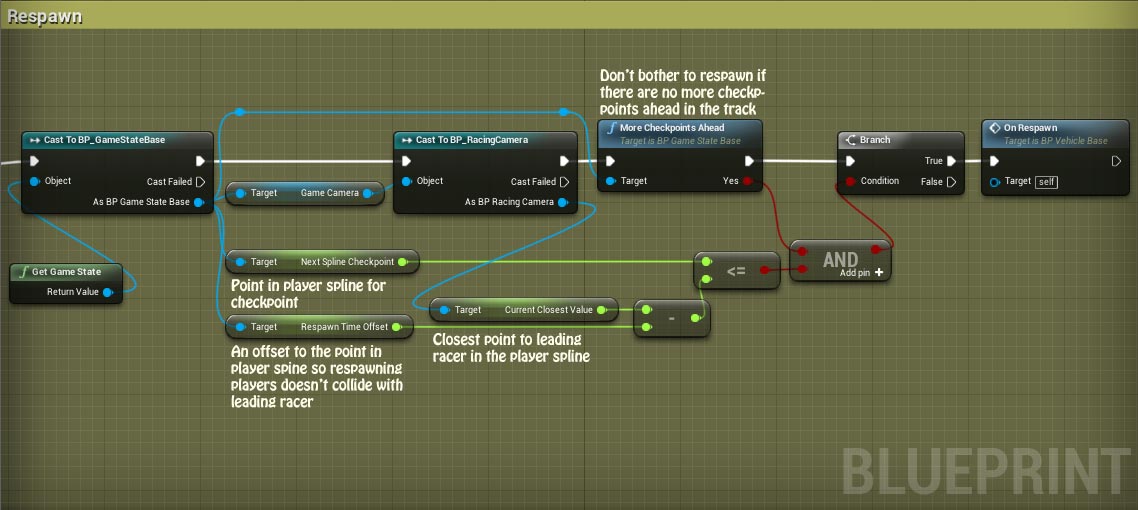 Respawn
Don't bother to respawn if
there are no more check-
points ahead in the track
Cast To BP_GameStateBase
Object
Cast Failed
As BP Game State Base
Target
Game Camera
Cast To BP_RacingCamera
Object
Cast Failed
As BP Racing Camera
More Checkpoints Ahead
Target is BP Game State Base
Target
Yes
Branch
True
Condition
False
On Respawn
Target is BP Vehicle Base
Target
self
Get Game State
Return Value
Target
Next Spline Checkpoint
Point in player spline for
checkpoint
<=
AND
Add pin +
Target
Current Closest Value
-
Closest point to leading
racer in the player spline
Target
Respawn Time Offset
An offset to the point in
player spine so respawning
players doesn't collide with
leading racer
BLUEPRINT